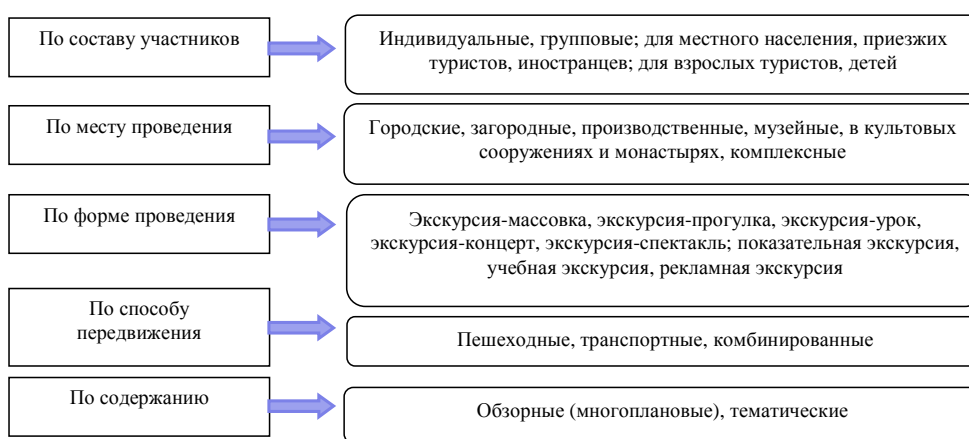 По составу участников
Индивидуальные, групповые; для местного населения, приезжих
туристов, иностранцев; для взрослых туристов, детей
По месту проведения
Городские, загородные, производственные, музейные, в культовых
сооружениях и монастырях, комплексные
По форме проведения
Экскурсия-массовка, экскурсия-прогулка, экскурсия-урок,
экскурсия-концерт, экскурсия-спектакль; показательная экскурсия,
учебная экскурсия, рекламная экскурсия
По способу
передвижения
Пешеходные, транспортные, комбинированные
По содержанию
Обзорные (многоплановые), тематические